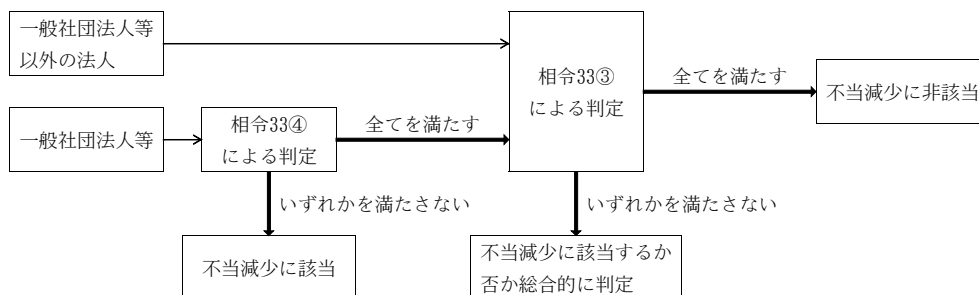 一般社団法人等
以外の法人
一般社団法人等
相令33④
による判定
全てを満たす
相令33③
による判定
全てを満たす
不当減少に非該当
いずれかを満たさない
いずれかを満たさない
不当減少に該当
不当減少に該当するか
否か総合的に判定